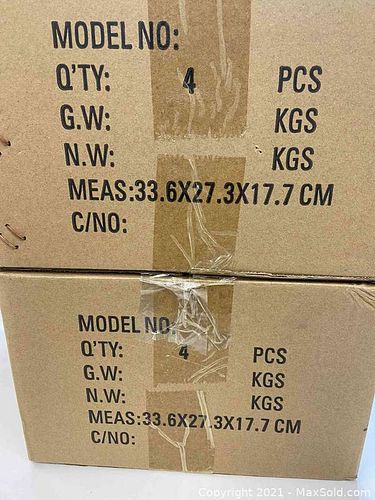 MODEL NO:
Q'TY: 4 PCS
G.W: KGS
N.W: KGS
MEAS:33.6X27.3X17.7 CM
C/NO:
MODEL NO.
Q'TY: 4 PCS
G.W: KGS
N.W: KGS
MEAS:33.6X27.3X17.7 CM
C/NO:
Copyright 2021 - MaxSold.com